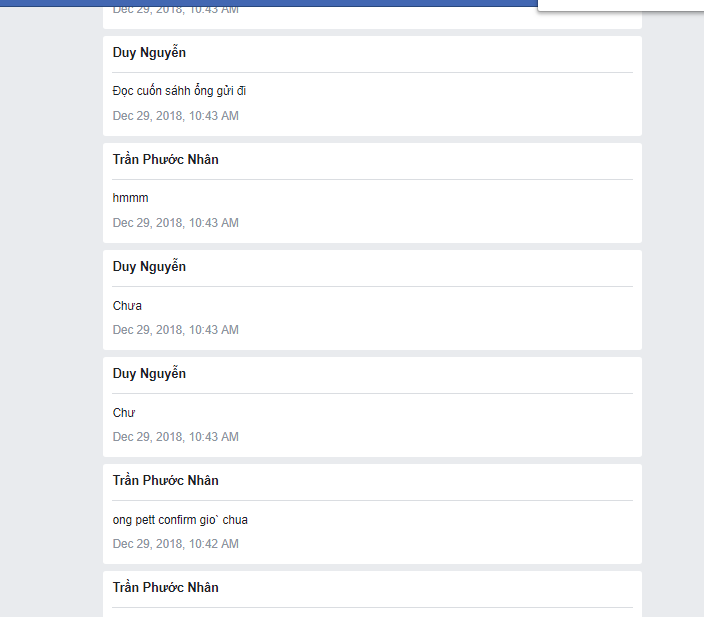 Dec 29, 2018, 10:43 AM
Duy Nguyễn
Đọc cuốn sáhh ổng gửi đi
Dec 29, 2018, 10:43 AM
Trần Phước Nhân
hmmm
Dec 29, 2018, 10:43 AM
Duy Nguyễn
Chưa
Dec 29, 2018, 10:43 AM
Duy Nguyễn
Chư
Dec 29, 2018, 10:43 AM
Trần Phước Nhân
ong pett confirm gio` chua
Dec 29, 2018, 10:42 AM
Trần Phước Nhân